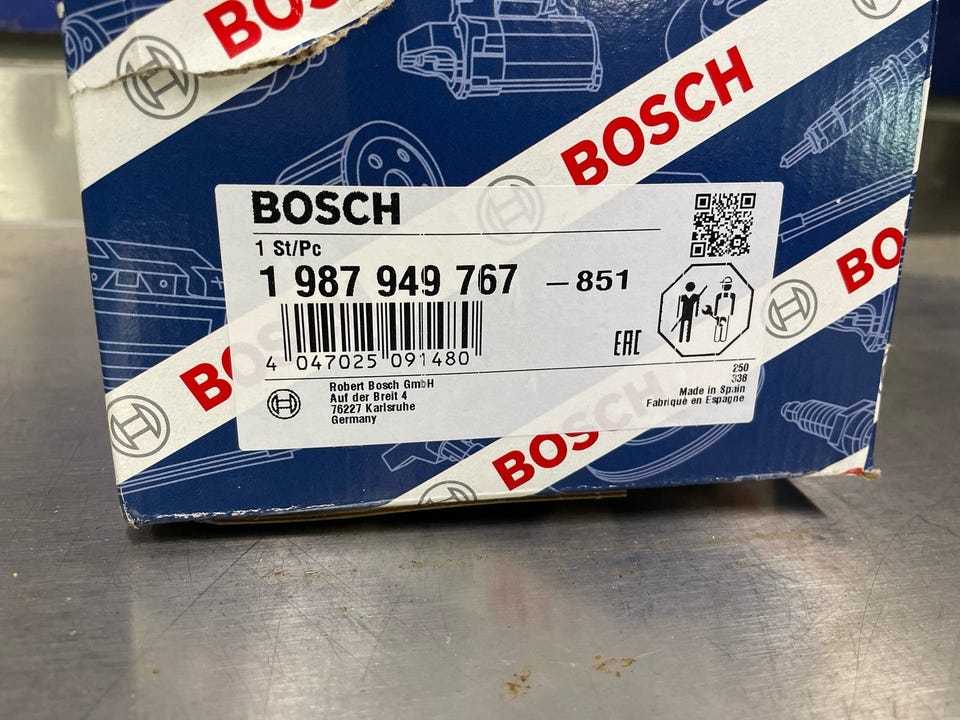 BOSCH
BOSCH
BOSCH
1 St/Pc
1 987 949 767 — 851
BO
4 047025 091480
EAC
250
338
Robert Bosch GmbH
Auf der Breit 4
76227 Karlsruhe
Germany
Made in Spain
Fabriqué en Espagne
BOSCH
BOSCH